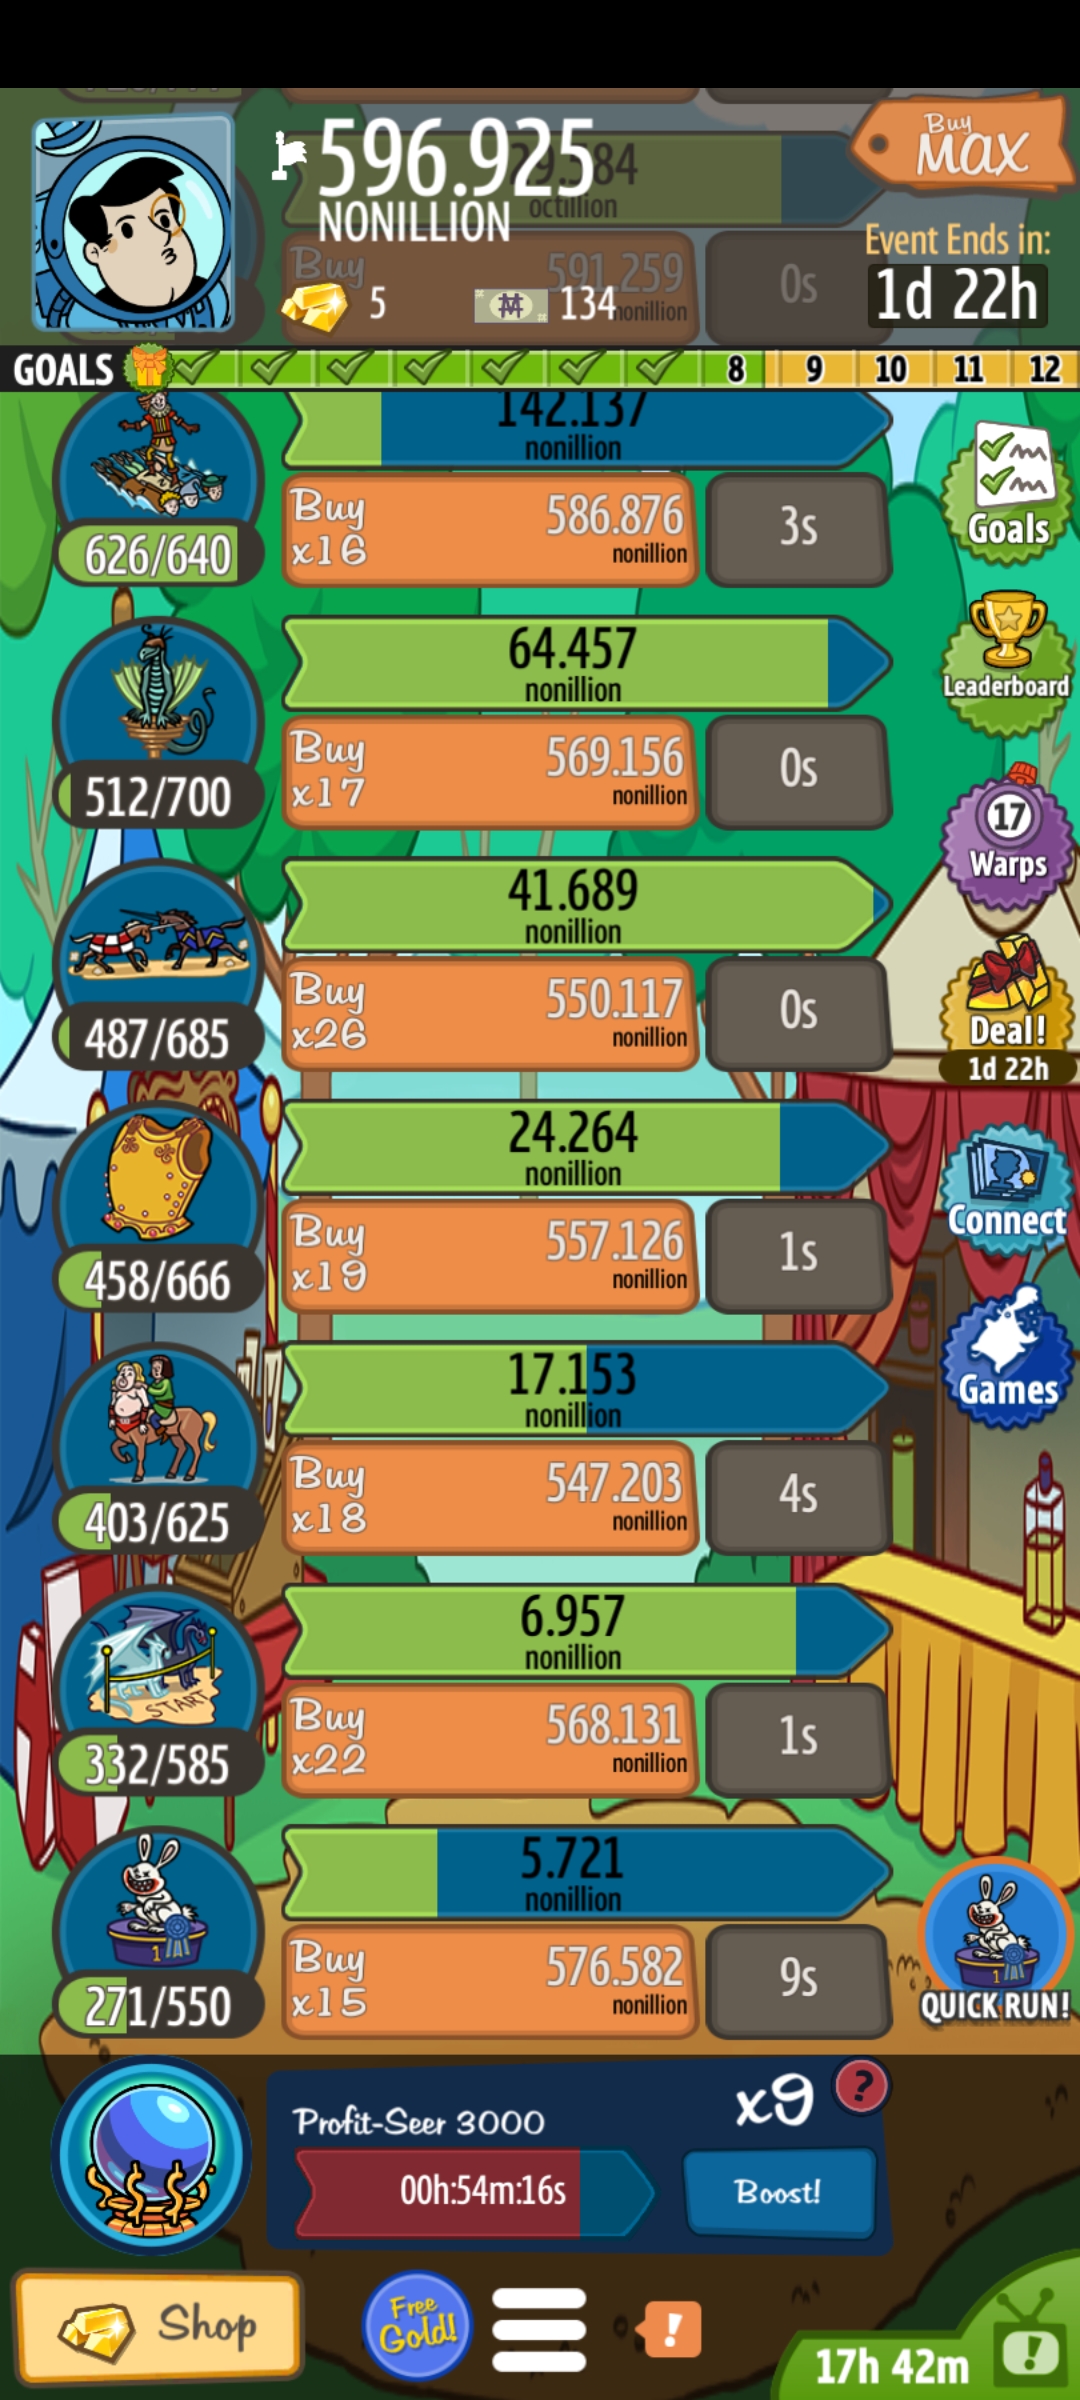 596.925
NONILLION
5
134
Buy
MAX
Event Ends in:
1d 22h
octillion
Buy
591.259
nonillion
0s
GOALS
8
9
10
11
12
142.137
nonillion
626/640
Buy
x16
586.876
nonillion
3s
Goals
64.457
nonillion
512/700
Buy
x17
569.156
nonillion
0s
Leaderboard
17
Warps
41.689
nonillion
487/685
Buy
x26
550.117
nonillion
0s
Deal!
1d 22h
24.264
nonillion
458/666
Buy
x19
557.126
nonillion
1s
Connect
17.153
nonillion
403/625
Buy
x18
547.203
nonillion
4s
Games
6.957
nonillion
START
332/585
Buy
x22
568.131
nonillion
1s
5.721
nonillion
1
271/550
Buy
x15
576.582
nonillion
9s
1
QUICK RUN!
Profit-Seer 3000
x9
?
00h:54m:16s
Boost!
Shop
Free
Gold!
!
17h 42m
!